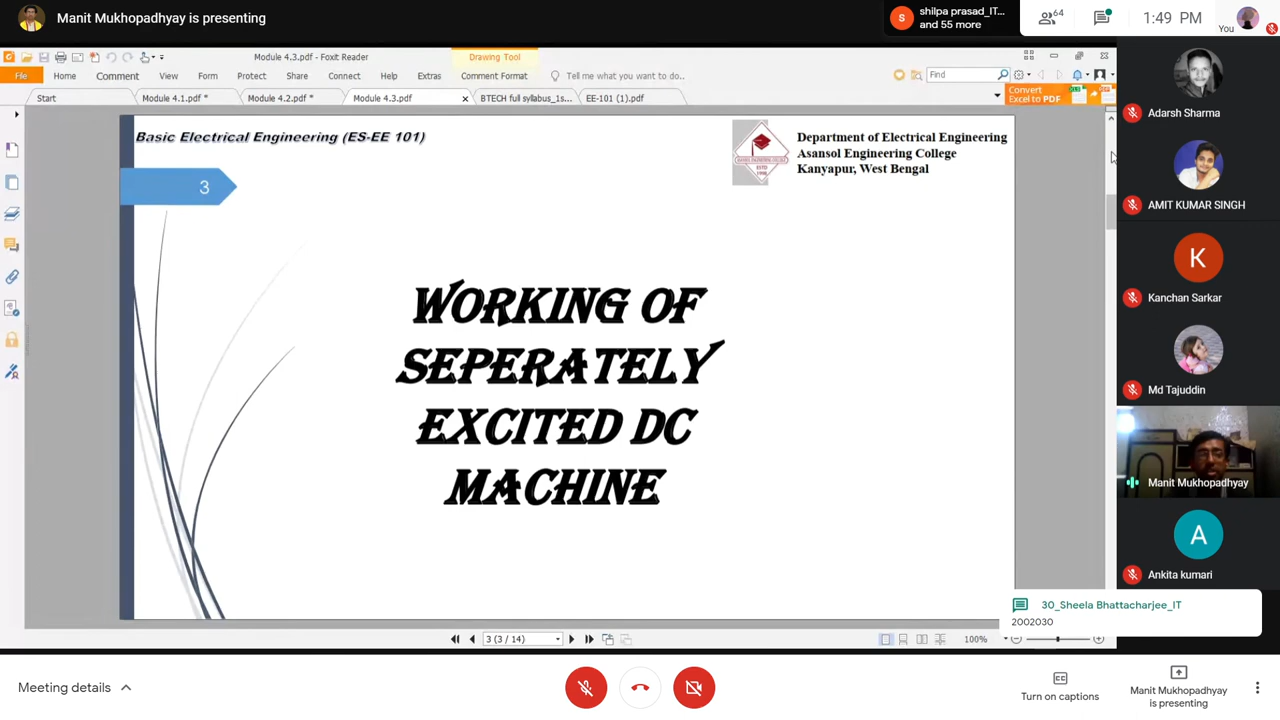 Manit Mukhopadhyay is presenting
S
shilpa prasad_IT...
and 55 more
64
1:49 PM
You
Module 4.3.pdf - Foxit Reader
Drawing Tool
File
Home
Comment
View
Form
Protect
Share
Connect
Help
Extras
Comment Format
Tell me what you want to do...
Find
Start
Module 4.1.pdf *
Module 4.2.pdf *
Module 4.3.pdf
BTECH full syllabus_1s...
EE-101 (1).pdf
Convert
Excel to PDF
Basic Electrical Engineering (ES-EE 101)
Department of Electrical Engineering
Asansol Engineering College
Kanyapur, West Bengal
3
WORKING OF
SEPERATELY
EXCITED DC
MACHINE
Adarsh Sharma
AMIT KUMAR SINGH
K
Kanchan Sarkar
Md Tajuddin
Manit Mukhopadhyay
A
Ankita kumari
30_Sheela Bhattacharjee_IT
2002030
3 (3 / 14)
100%
Meeting details
Turn on captions
Manit Mukhopadhyay
is presenting